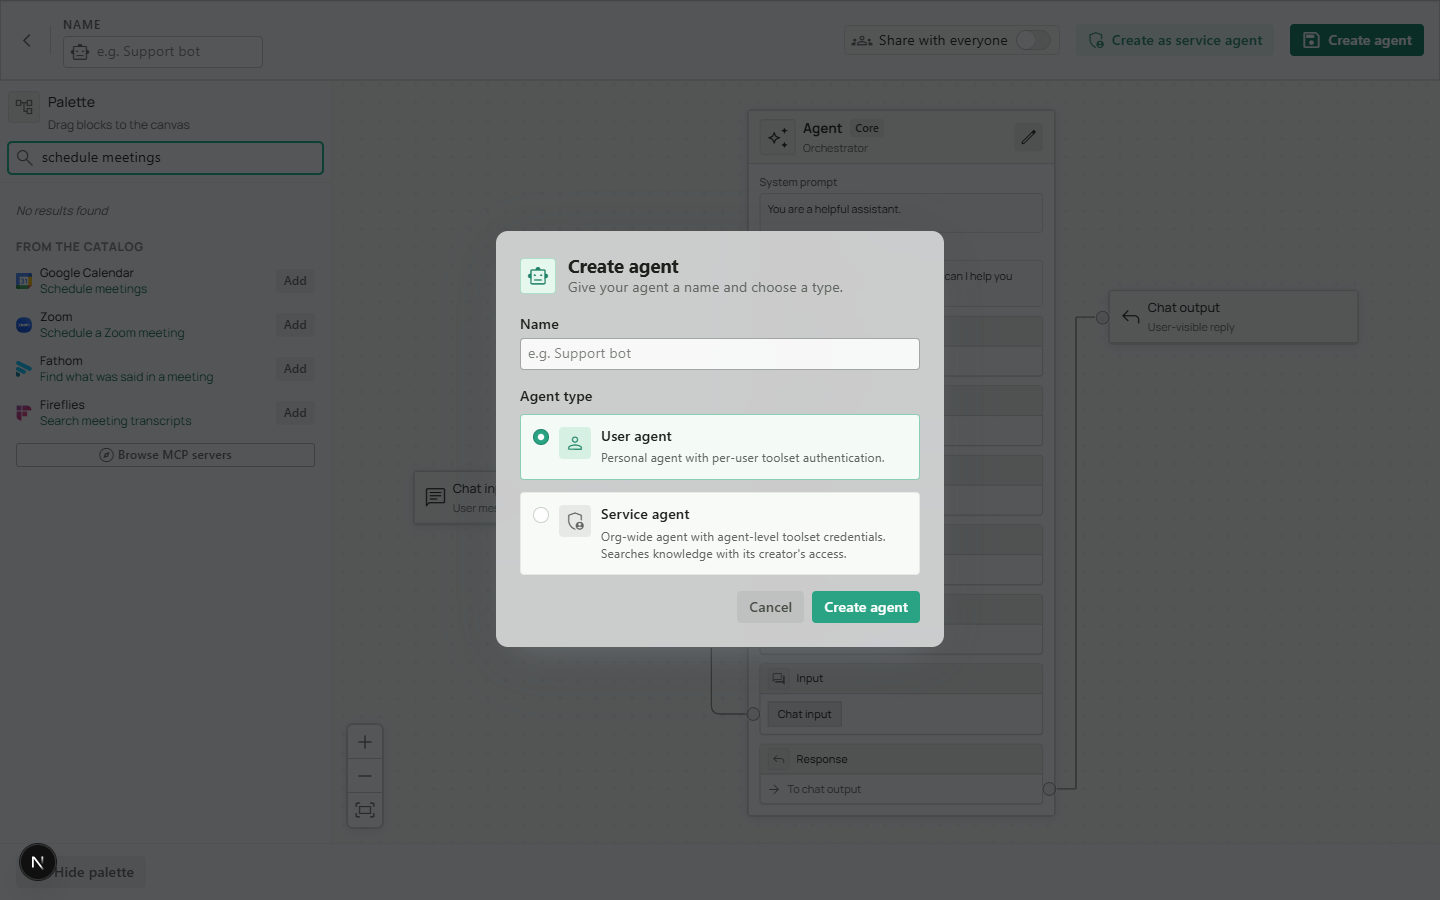 NAME
e.g. Support bot
Share with everyone
Create as service agent
Create agent
Palette
Drag blocks to the canvas
schedule meetings
No results found
FROM THE CATALOG
Google Calendar
Schedule meetings
Add
Zoom
Schedule a Zoom meeting
Add
Fathom
Find what was said in a meeting
Add
Fireflies
Search meeting transcripts
Add
Browse MCP servers
Agent Core
Orchestrator
System prompt
You are a helpful assistant.
can I help you
Chat output
User-visible reply
Chat in
User mes
Create agent
Give your agent a name and choose a type.
Name
e.g. Support bot
Agent type
User agent
Personal agent with per-user toolset authentication.
Service agent
Org-wide agent with agent-level toolset credentials.
Searches knowledge with its creator's access.
Cancel
Create agent
Input
Chat input
Response
To chat output
N
Hide palette